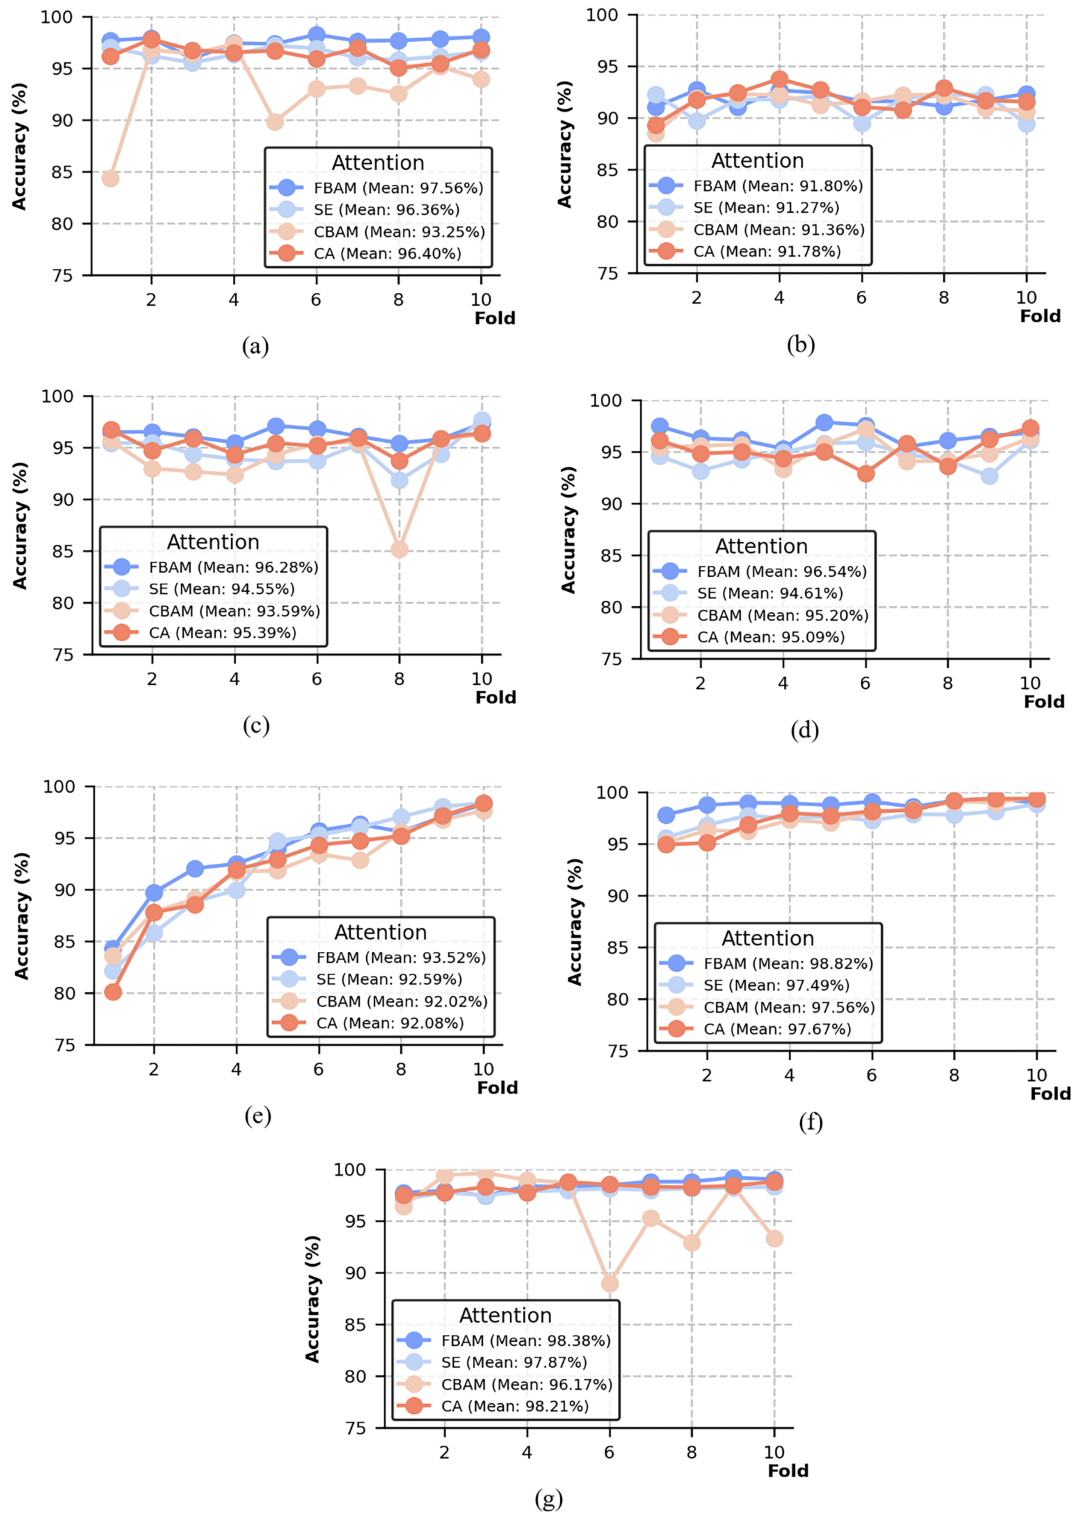 100
95
90
85
80
75
Accuracy (%)
Attention
FBAM (Mean: 97.56%)
SE (Mean: 96.36%)
CBAM (Mean: 93.25%)
CA (Mean: 96.40%)
2 4 6 8 10
Fold
(a)
100
95
90
85
80
75
Accuracy (%)
Attention
FBAM (Mean: 91.80%)
SE (Mean: 91.27%)
CBAM (Mean: 91.36%)
CA (Mean: 91.78%)
2 4 6 8 10
Fold
(b)
100
95
90
85
80
75
Accuracy (%)
Attention
FBAM (Mean: 96.28%)
SE (Mean: 94.55%)
CBAM (Mean: 93.59%)
CA (Mean: 95.39%)
2 4 6 8 10
Fold
(c)
100
95
90
85
80
75
Accuracy (%)
Attention
FBAM (Mean: 96.54%)
SE (Mean: 94.61%)
CBAM (Mean: 95.20%)
CA (Mean: 95.09%)
2 4 6 8 10
Fold
(d)
100
95
90
85
80
75
Accuracy (%)
Attention
FBAM (Mean: 93.52%)
SE (Mean: 92.59%)
CBAM (Mean: 92.02%)
CA (Mean: 92.08%)
2 4 6 8 10
Fold
(e)
100
95
90
85
80
75
Accuracy (%)
Attention
FBAM (Mean: 98.82%)
SE (Mean: 97.49%)
CBAM (Mean: 97.56%)
CA (Mean: 97.67%)
2 4 6 8 10
Fold
(f)
100
95
90
85
80
75
Accuracy (%)
Attention
FBAM (Mean: 98.38%)
SE (Mean: 97.87%)
CBAM (Mean: 96.17%)
CA (Mean: 98.21%)
2 4 6 8 10
Fold
(g)